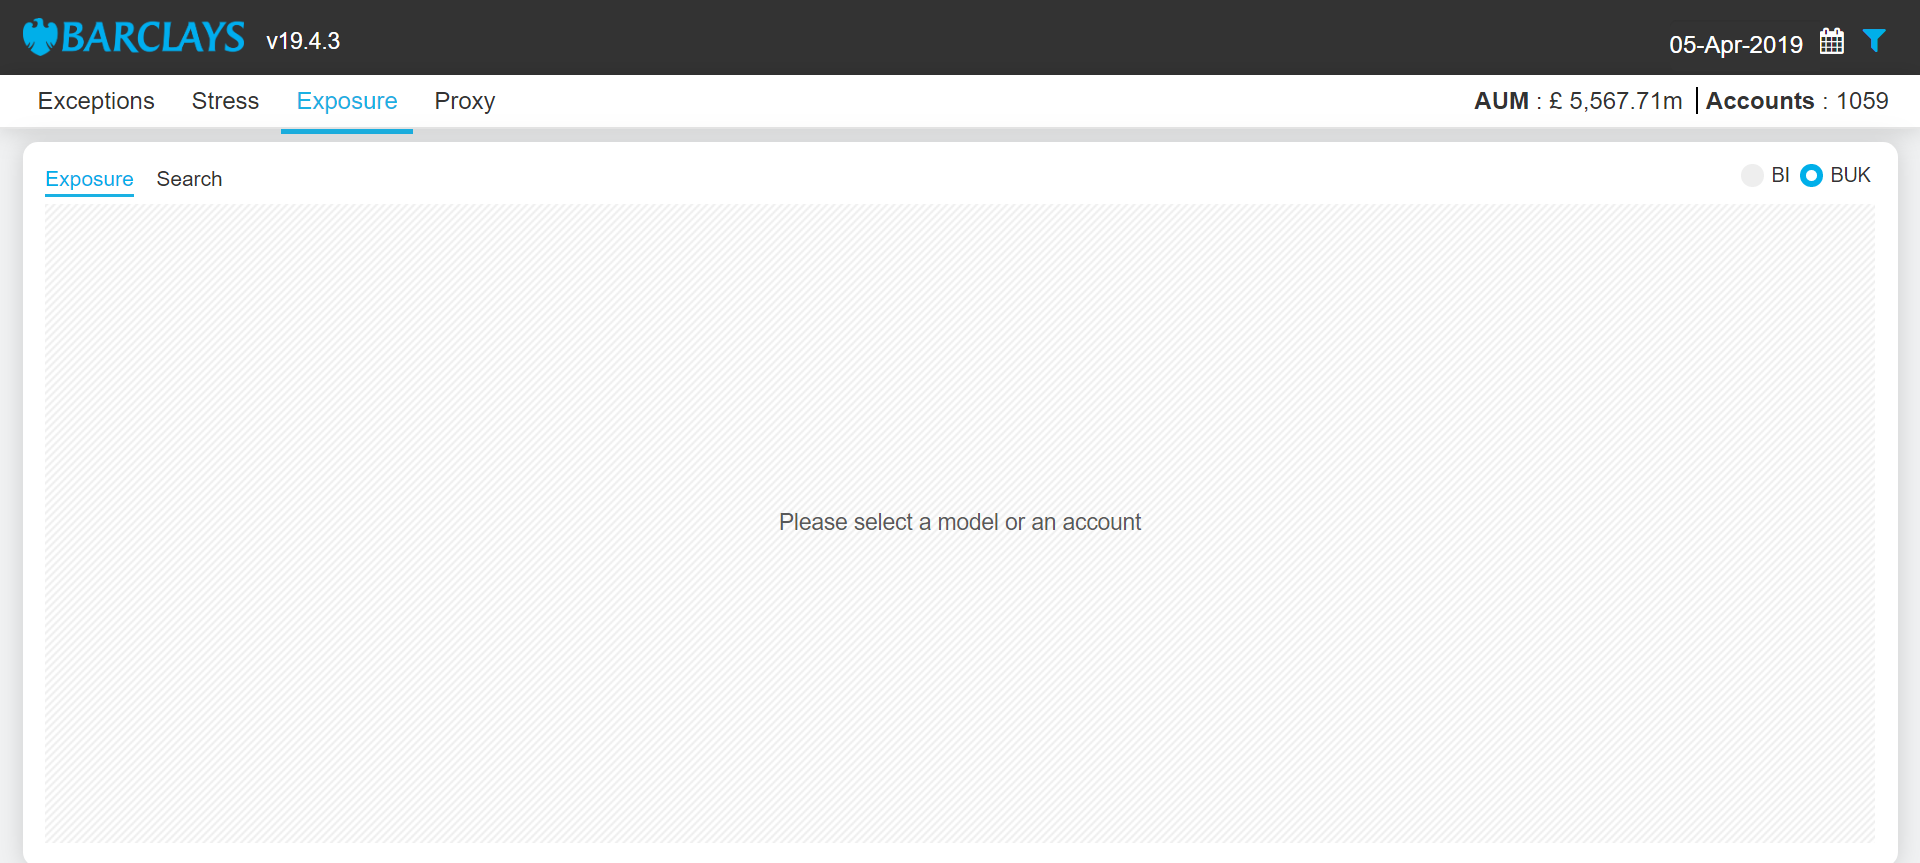 BARCLAYS v19.4.3 05-Apr-2019
Exceptions Stress Exposure Proxy AUM : £ 5,567.71m Accounts : 1059
Exposure Search BI BUK
Please select a model or an account